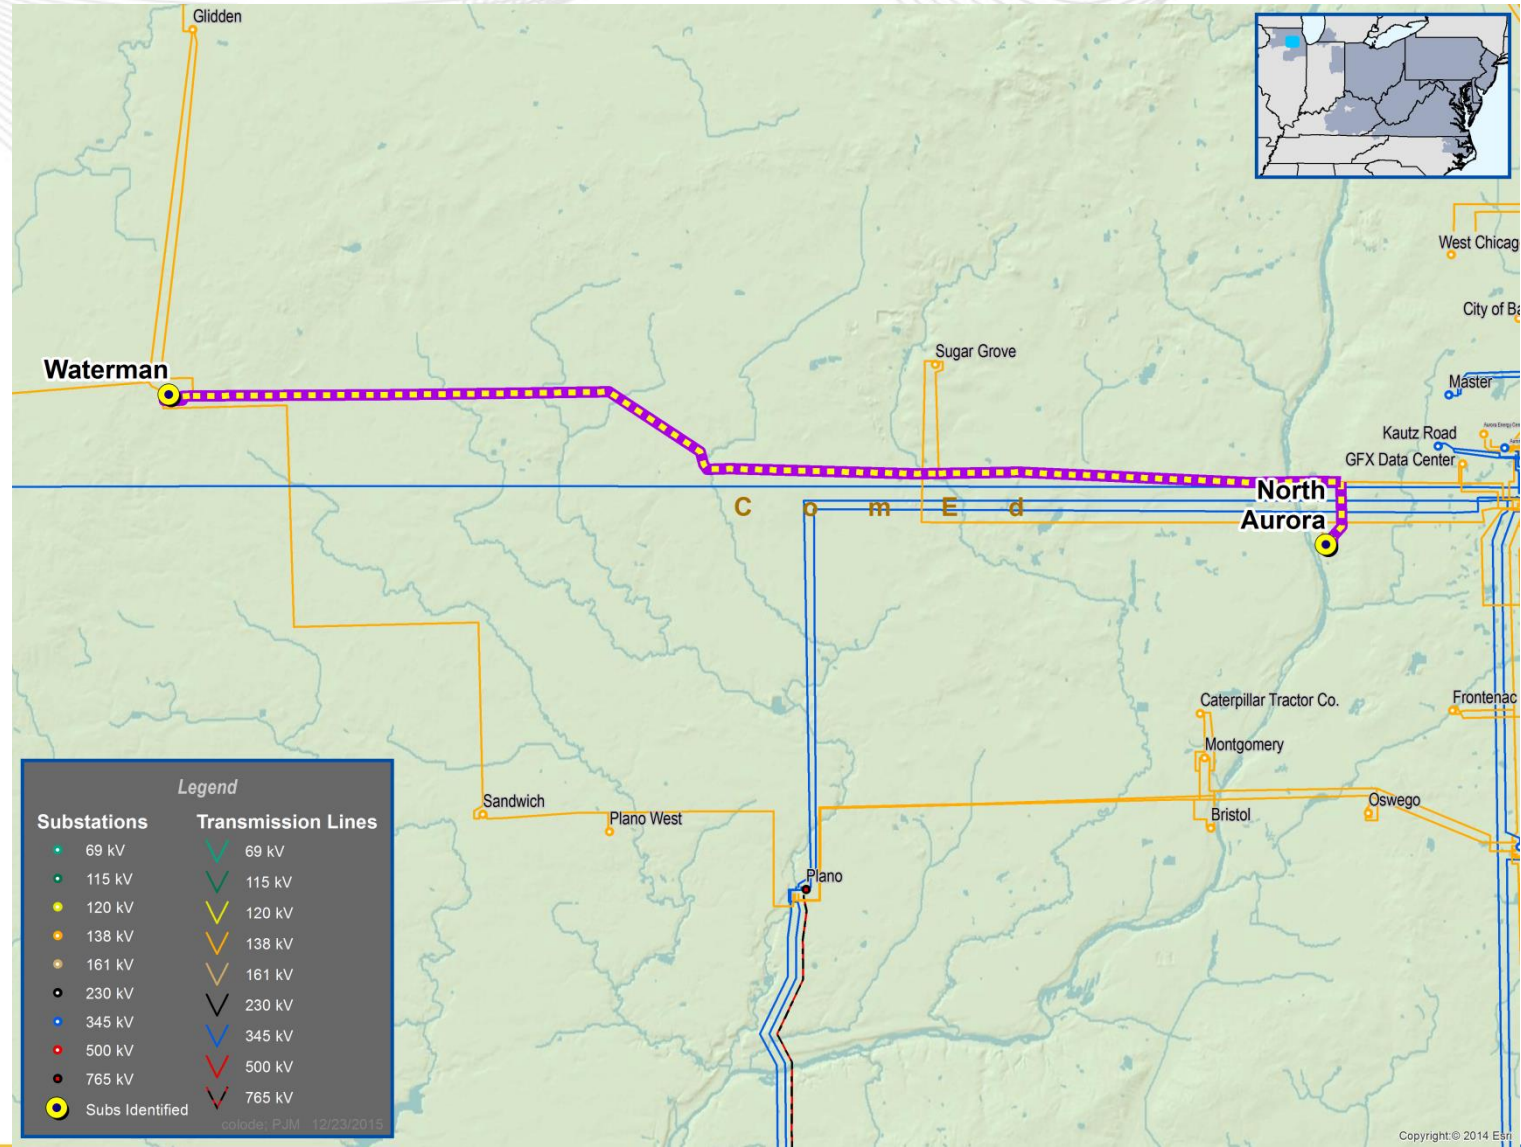 Glidden
West Chicag
City of Ba
Waterman
Sugar Grove
Master
Kautz Road
GFX Data Center
North
Aurora
C o m E d
Caterpillar Tractor Co.
Frontenac
Montgomery
Sandwich
Plano West
Bristol
Oswego
Plano
Legend
Substations Transmission Lines
69 kV 69 kV
115 kV 115 kV
120 kV 120 kV
138 kV 138 kV
161 kV 161 kV
230 kV 230 kV
345 kV 345 kV
500 kV 500 kV
765 kV 765 kV
Subs Identified
colode; PJM 12/23/2015
Copyright:© 2014 Esri